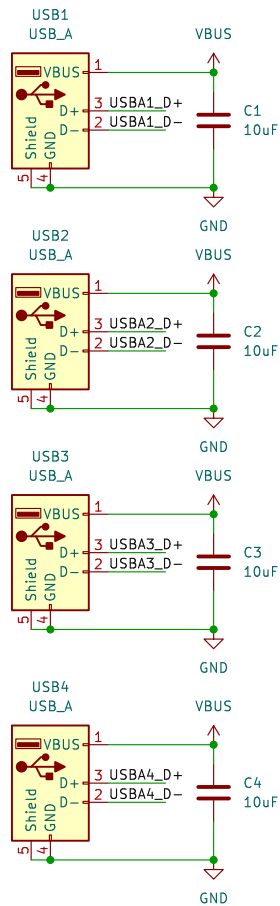 USB1
USB_A
VBUS
VBUS 1
D+ 3 USBA1_D+
D- 2 USBA1_D-
C1
10uF
Shield
GND
5 4
GND
USB2
USB_A
VBUS
VBUS 1
D+ 3 USBA2_D+
D- 2 USBA2_D-
C2
10uF
Shield
GND
5 4
GND
USB3
USB_A
VBUS
VBUS 1
D+ 3 USBA3_D+
D- 2 USBA3_D-
C3
10uF
Shield
GND
5 4
GND
USB4
USB_A
VBUS
VBUS 1
D+ 3 USBA4_D+
D- 2 USBA4_D-
C4
10uF
Shield
GND
5 4
GND